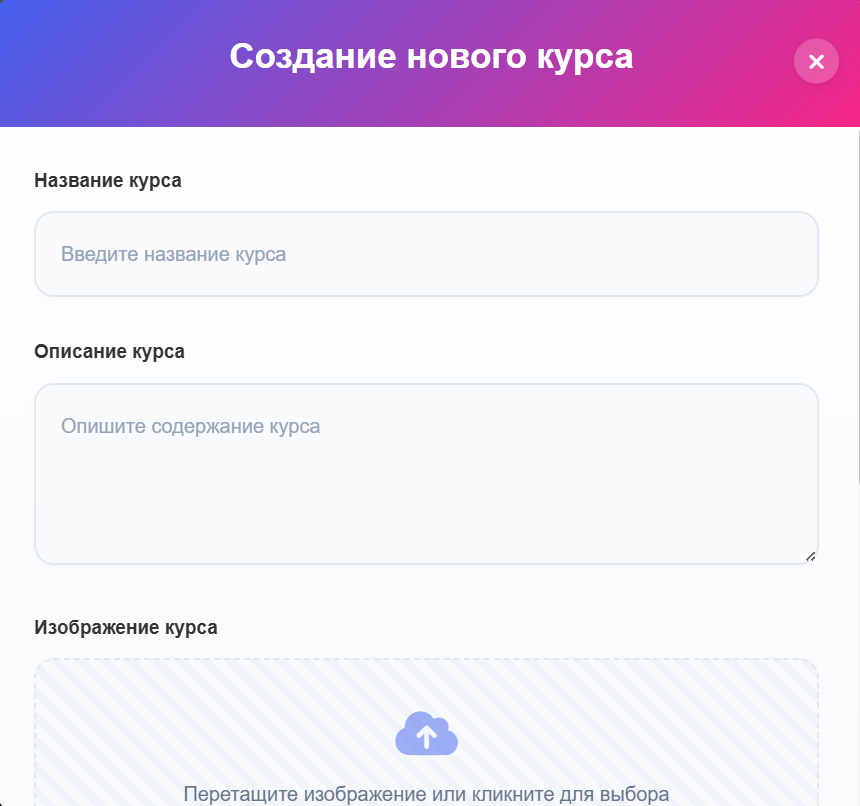 Создание нового курса
Название курса
Введите название курса
Описание курса
Опишите содержание курса
Изображение курса
Перетащите изображение или кликните для выбора